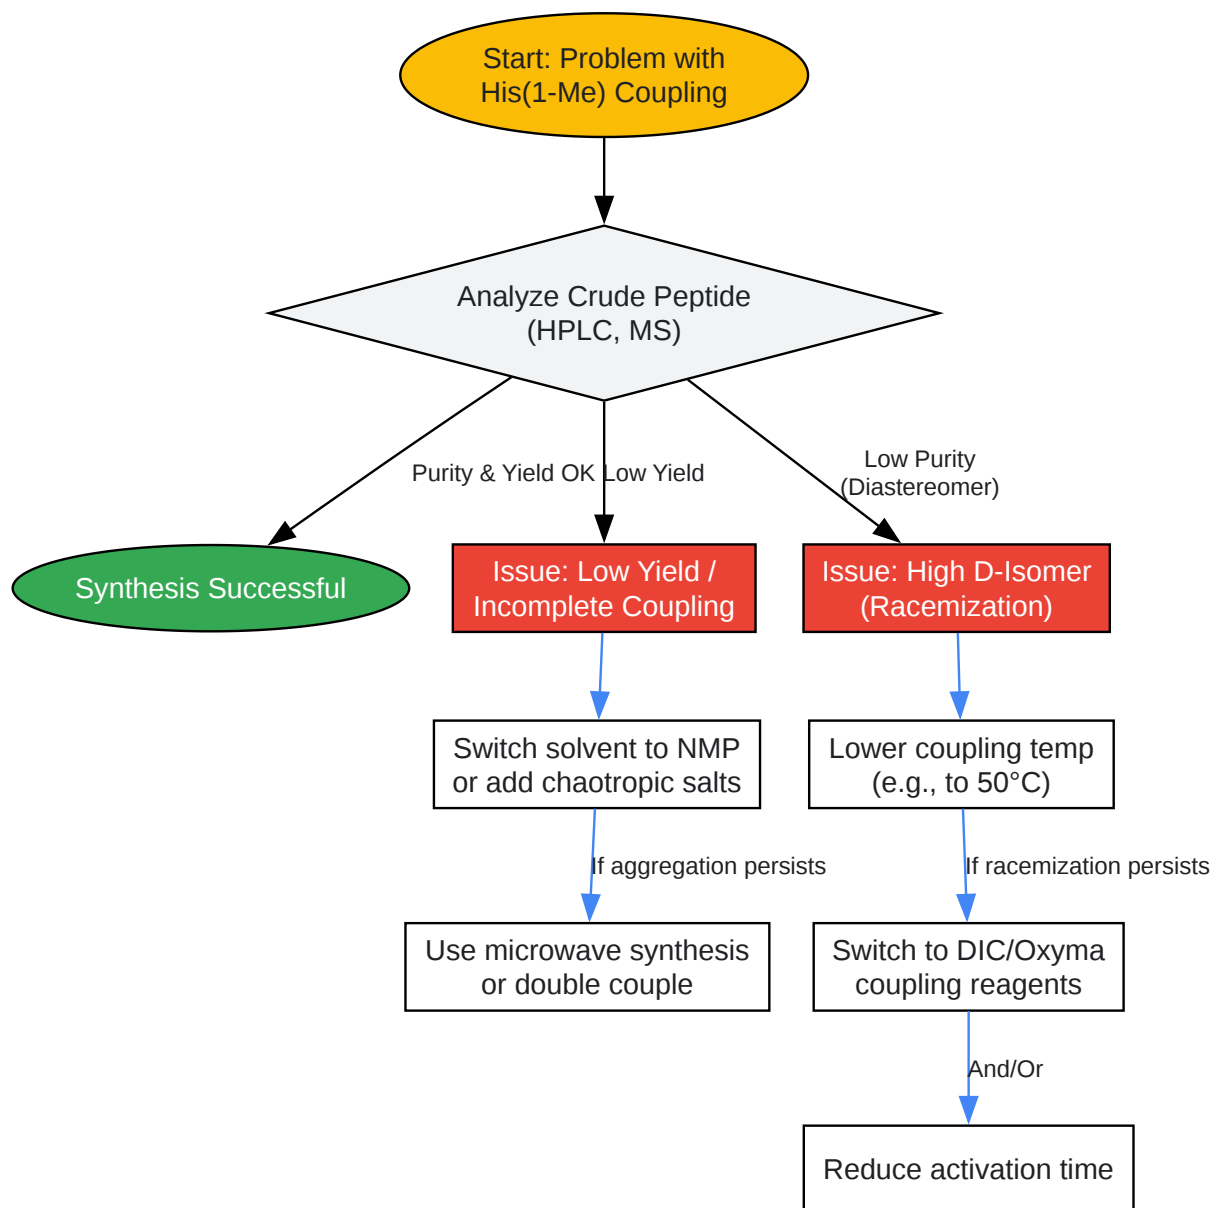 Start: Problem with
His(1-Me) Coupling
Analyze Crude Peptide
(HPLC, MS)
Purity & Yield OK
Low Yield
Low Purity
(Diastereomer)
Synthesis Successful
Issue: Low Yield /
Incomplete Coupling
Issue: High D-Isomer
(Racemization)
Switch solvent to NMP
or add chaotropic salts
Lower coupling temp
(e.g., to 50°C)
If aggregation persists
If racemization persists
Use microwave synthesis
or double couple
Switch to DIC/Oxyma
coupling reagents
And/Or
Reduce activation time